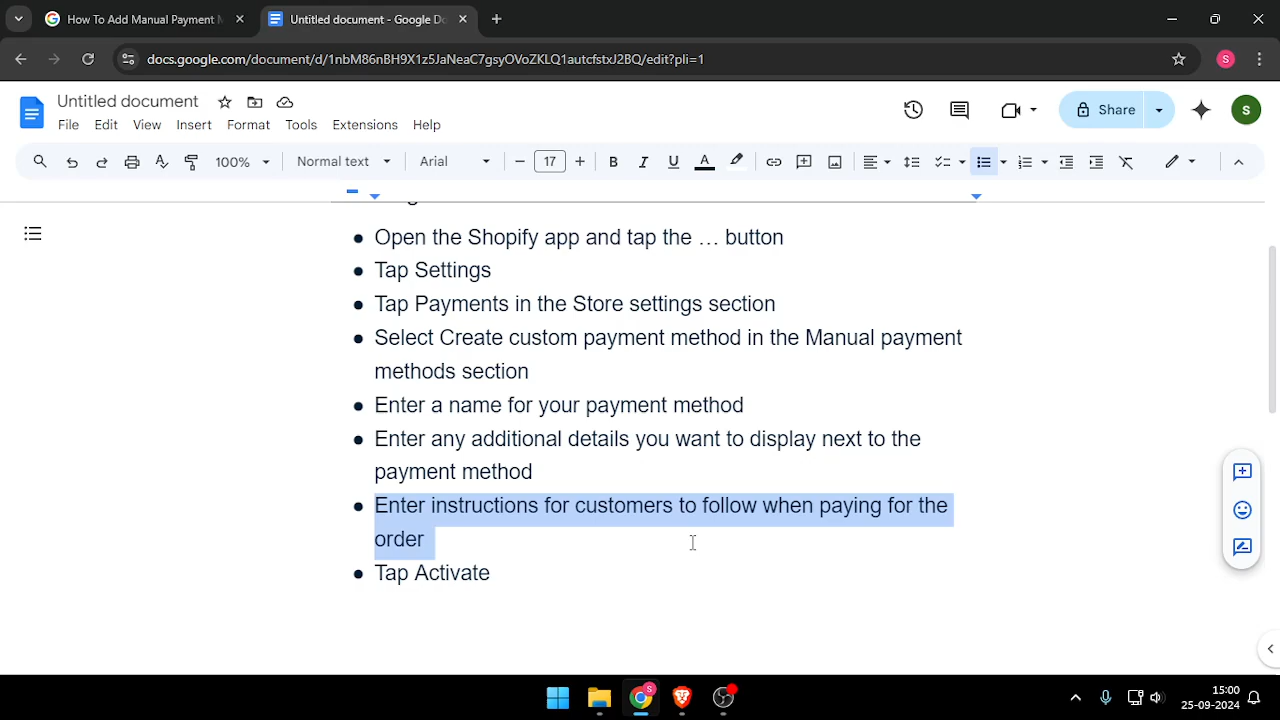 How To Add Manual Payment M
Untitled document - Google Do
docs.google.com/document/d/1nbM86nBH9X1z5JaNeaC7gsyOVoZKLQ1autcfstxJ2BQ/edit?pli=1
S
Untitled document
File Edit View Insert Format Tools Extensions Help
Share
S
100% Normal text Arial 17 B I U A
Open the Shopify app and tap the … button
Tap Settings
Tap Payments in the Store settings section
Select Create custom payment method in the Manual payment
methods section
Enter a name for your payment method
Enter any additional details you want to display next to the
payment method
Enter instructions for customers to follow when paying for the
order
Tap Activate
15:00
25-09-2024